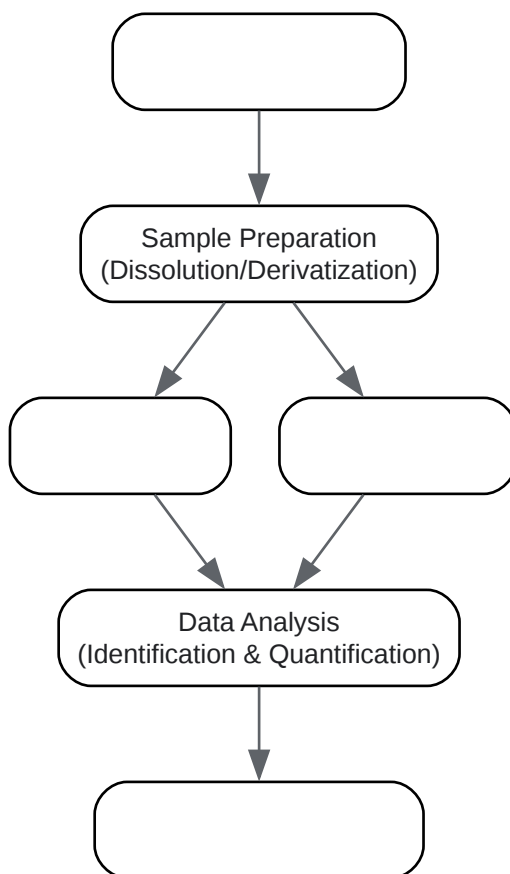 Sample Preparation
(Dissolution/Derivatization)
Data Analysis
(Identification & Quantification)